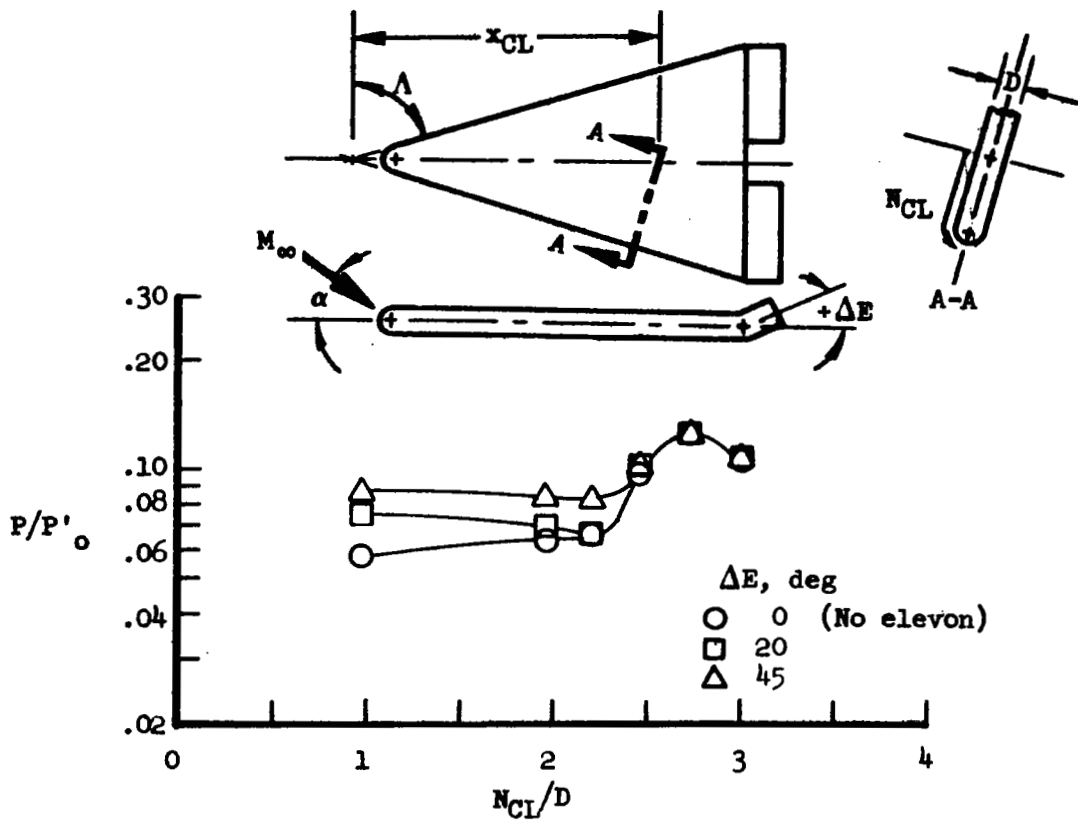 x_CL
Λ
A
A
D
N_CL
A-A
M_∞
α
+ ΔE
.30
.20
.10
.08
.06
.04
.02
P/P'_o
ΔE, deg
0 (No elevon)
20
45
0 1 2 3 4
N_CL/D